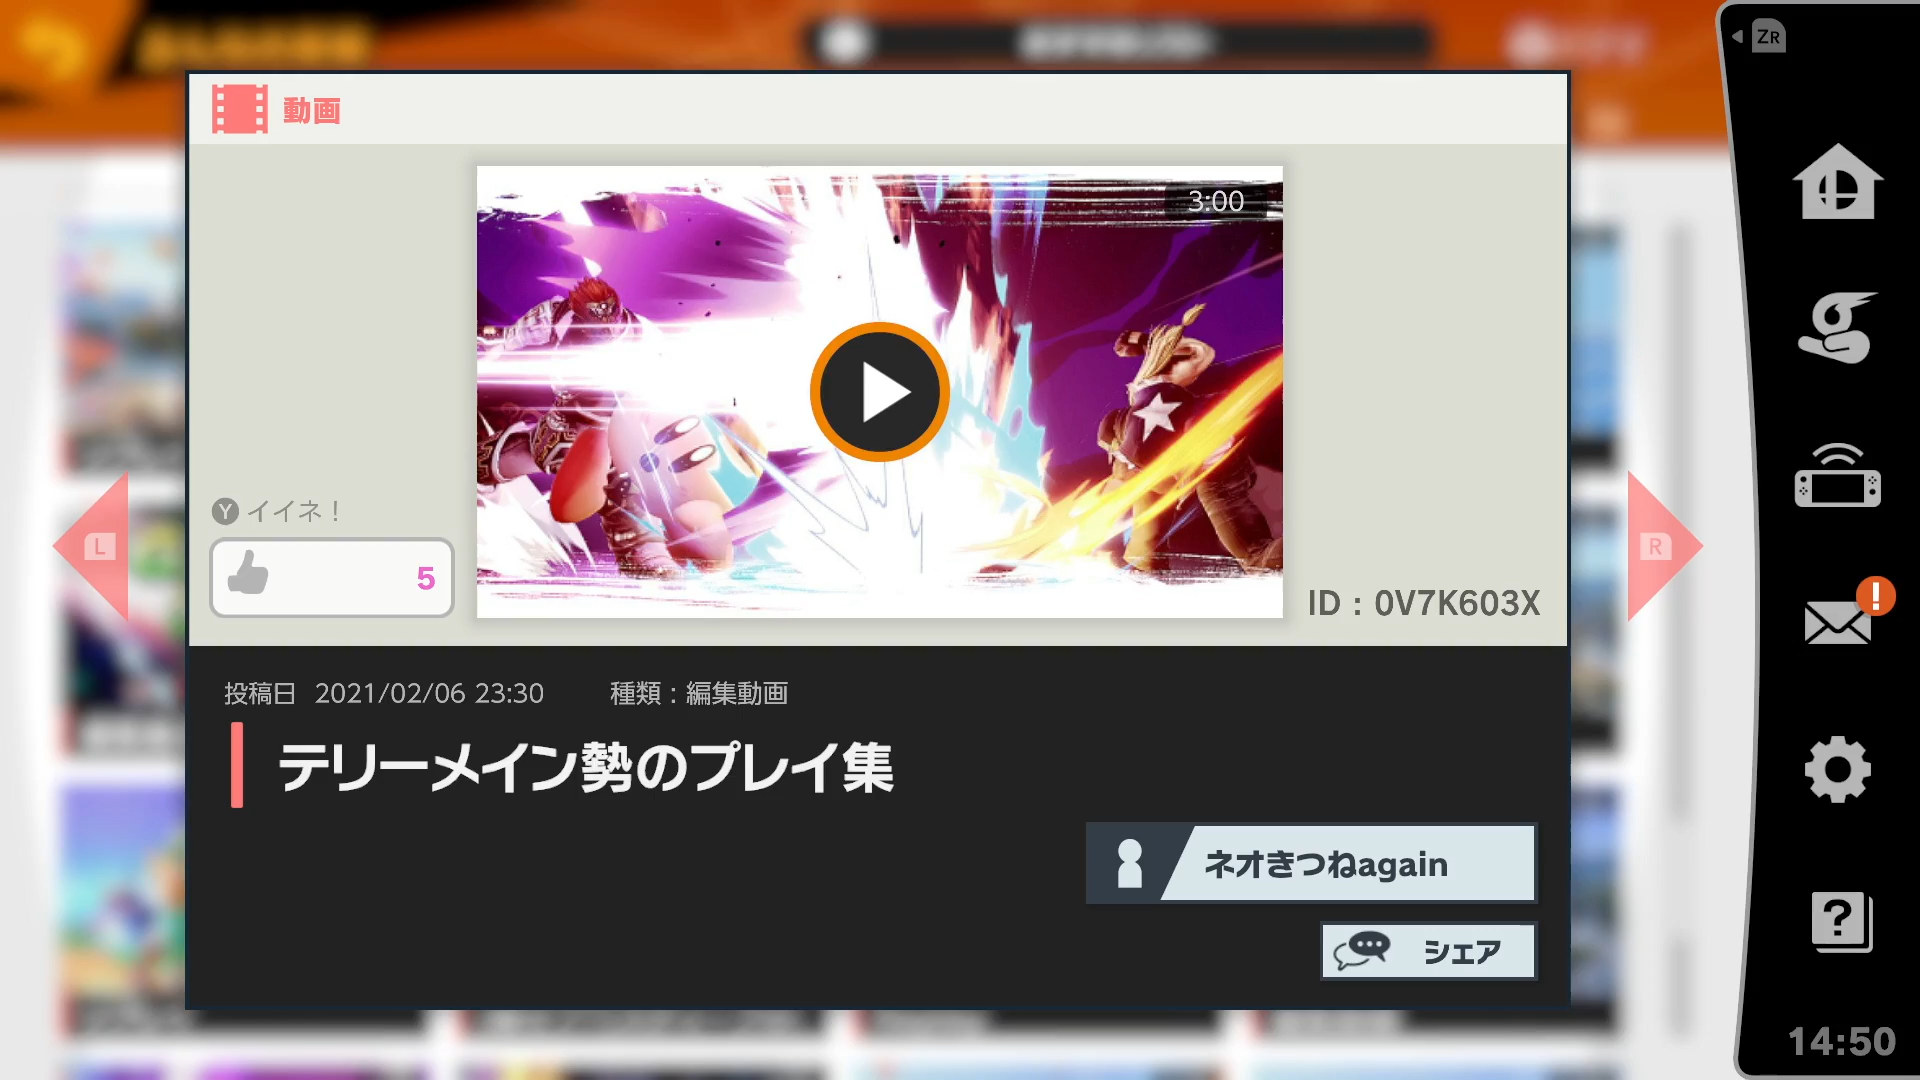 ZR
動画
3:00
L
R
Y イイネ！
5
ID : 0V7K603X
!
投稿日 2021/02/06 23:30 種類 : 編集動画
テリーメイン勢のプレイ集
ネオきつねagain
?
シェア
14:50